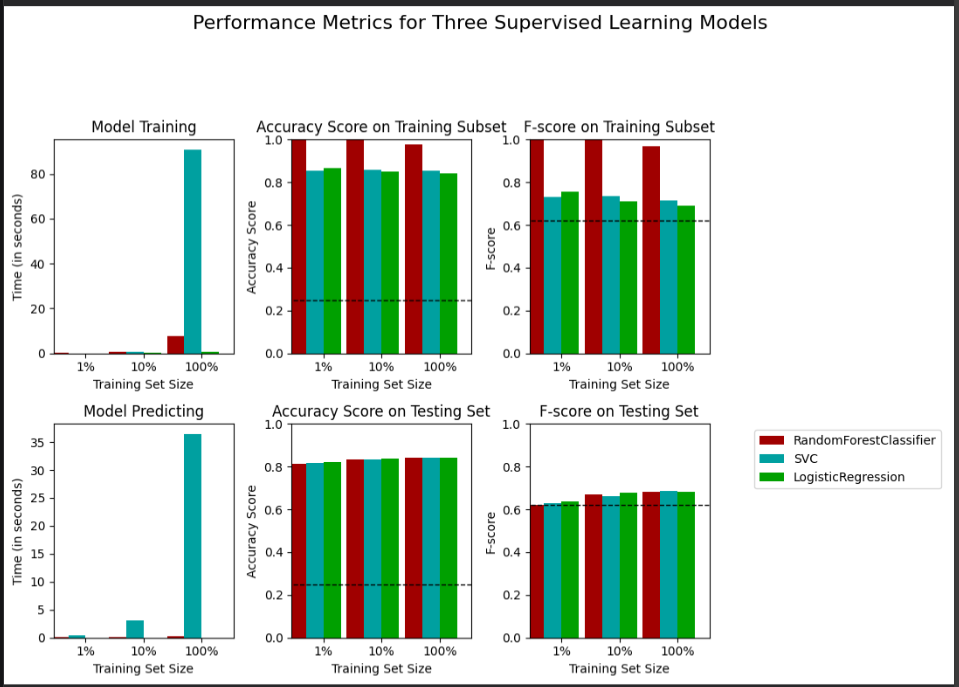 Performance Metrics for Three Supervised Learning Models
Model Training
Time (in seconds)
80
60
40
20
0
1% 10% 100%
Training Set Size
Accuracy Score on Training Subset
Accuracy Score
1.0
0.8
0.6
0.4
0.2
0.0
1% 10% 100%
Training Set Size
F-score on Training Subset
F-score
1.0
0.8
0.6
0.4
0.2
0.0
1% 10% 100%
Training Set Size
Model Predicting
Time (in seconds)
35
30
25
20
15
10
5
0
1% 10% 100%
Training Set Size
Accuracy Score on Testing Set
Accuracy Score
1.0
0.8
0.6
0.4
0.2
0.0
1% 10% 100%
Training Set Size
F-score on Testing Set
F-score
1.0
0.8
0.6
0.4
0.2
0.0
1% 10% 100%
Training Set Size
RandomForestClassifier
SVC
LogisticRegression